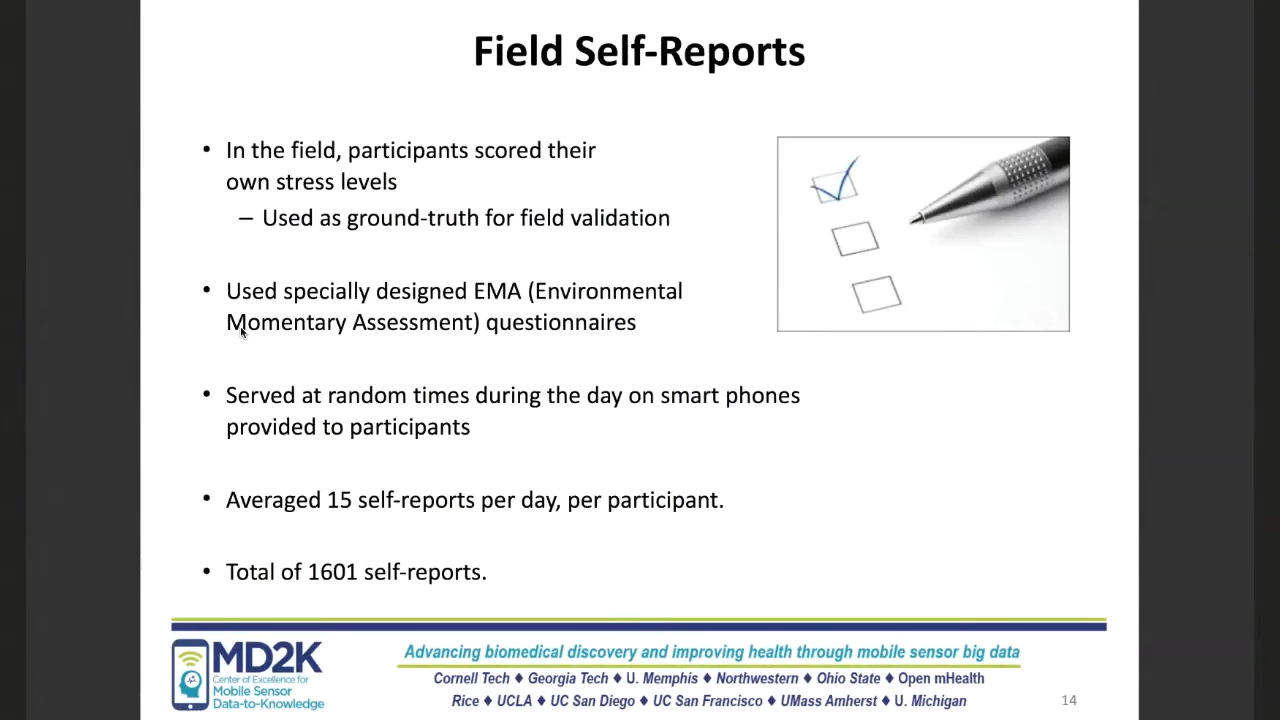 Field Self-Reports
• In the field, participants scored their
own stress levels
– Used as ground-truth for field validation
• Used specially designed EMA (Environmental
Momentary Assessment) questionnaires
• Served at random times during the day on smart phones
provided to participants
• Averaged 15 self-reports per day, per participant.
• Total of 1601 self-reports.
MD2K
Center of Excellence for
Mobile Sensor
Data-to-Knowledge
Advancing biomedical discovery and improving health through mobile sensor big data
Cornell Tech ♦ Georgia Tech ♦ U. Memphis ♦ Northwestern ♦ Ohio State ♦ Open mHealth
Rice ♦ UCLA ♦ UC San Diego ♦ UC San Francisco ♦ UMass Amherst ♦ U. Michigan
14